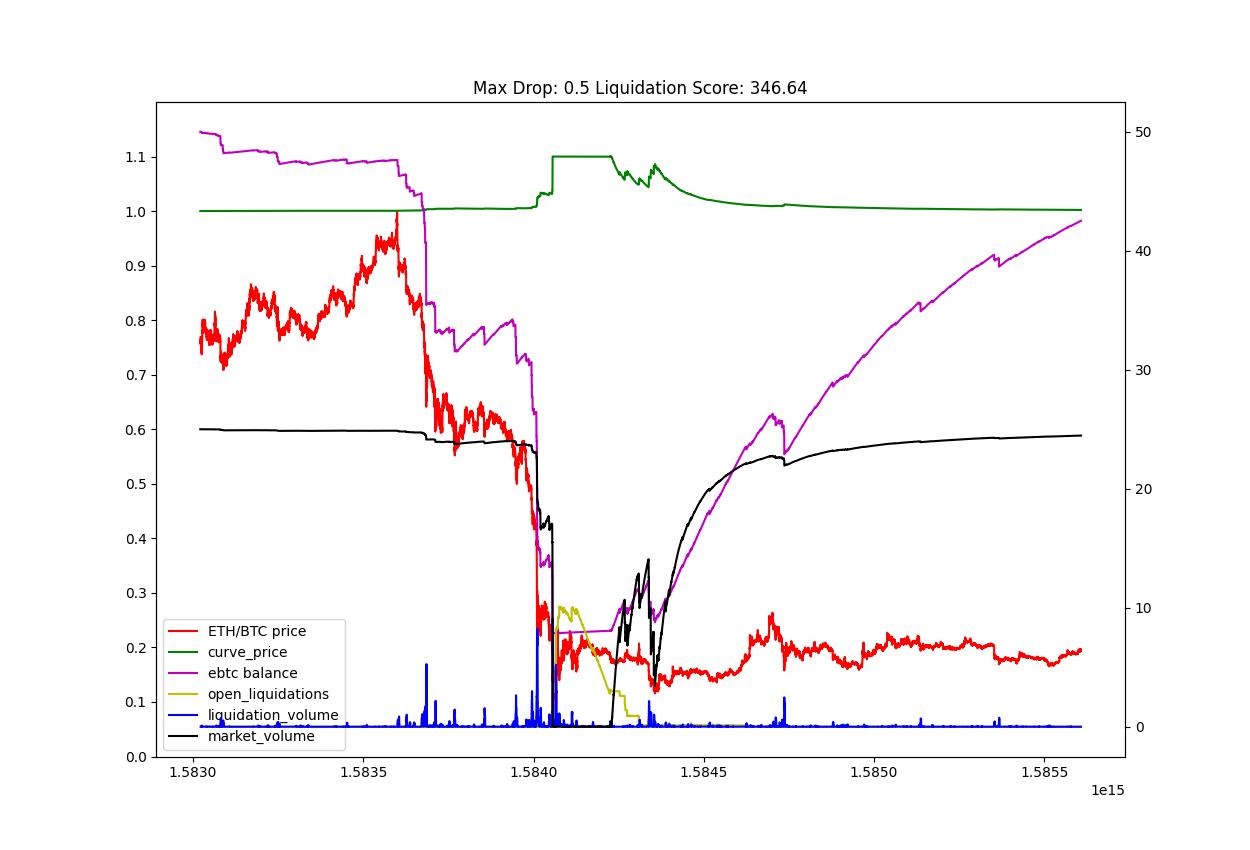 Max Drop: 0.5 Liquidation Score: 346.64
1.1
1.0
0.9
0.8
0.7
0.6
0.5
0.4
0.3
0.2
0.1
0.0
50
40
30
20
10
0
ETH/BTC price
curve_price
ebtc balance
open_liquidations
liquidation_volume
market_volume
1.5830 1.5835 1.5840 1.5845 1.5850 1.5855
1e15